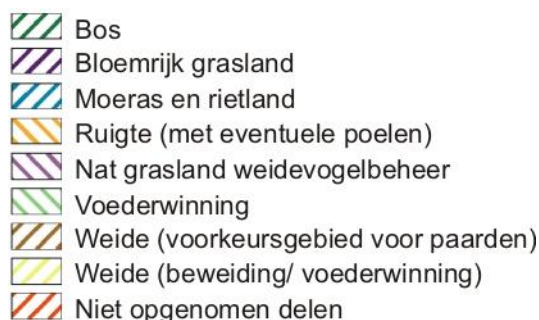 Bos
Bloemrijk grasland
Moeras en rietland
Ruigte (met eventuele poelen)
Nat grasland weidevogelbeheer
Voederwinning
Weide (voorkeursgebied voor paarden)
Weide (beweiding/ voederwinning)
Niet opgenomen delen